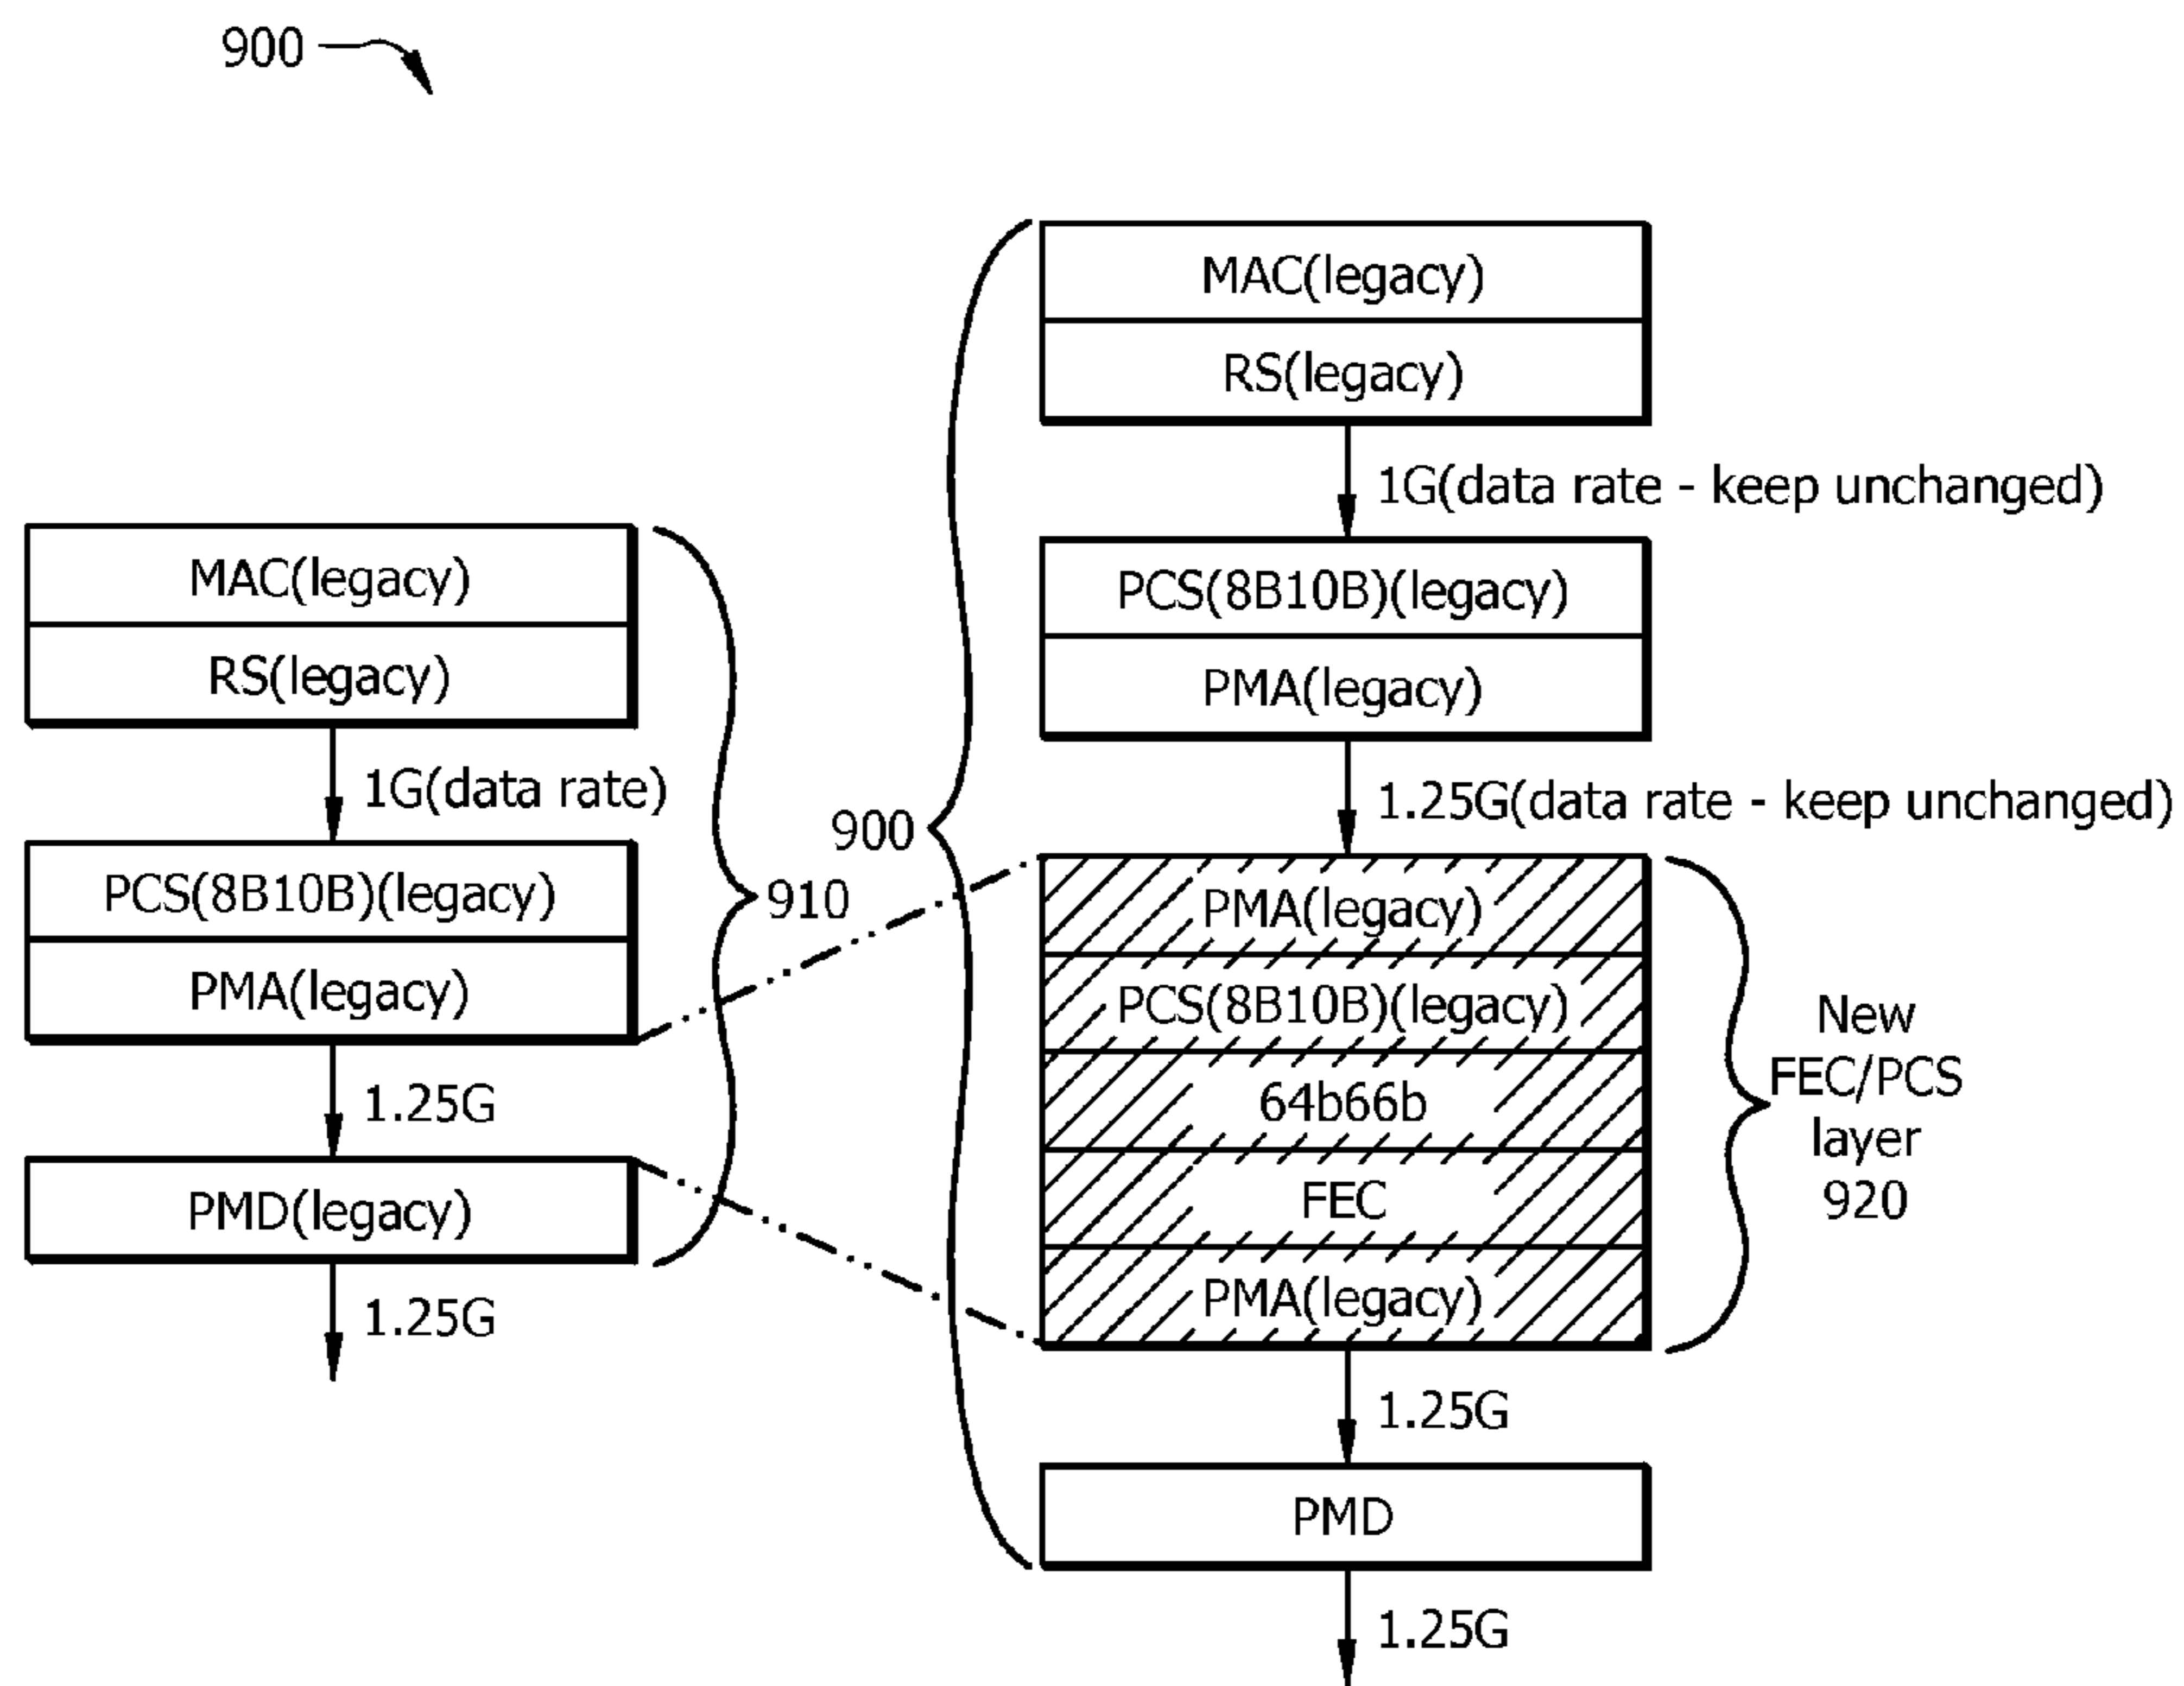 900
MAC(legacy)
RS(legacy)
1G(data rate)
PCS(8B10B)(legacy)
PMA(legacy)
1.25G
PMD(legacy)
1.25G
910
900
MAC(legacy)
RS(legacy)
1G(data rate - keep unchanged)
PCS(8B10B)(legacy)
PMA(legacy)
1.25G(data rate - keep unchanged)
PMA(legacy)
PCS(8B10B)(legacy)
64b66b
FEC
PMA(legacy)
New
FEC/PCS
layer
920
1.25G
PMD
1.25G